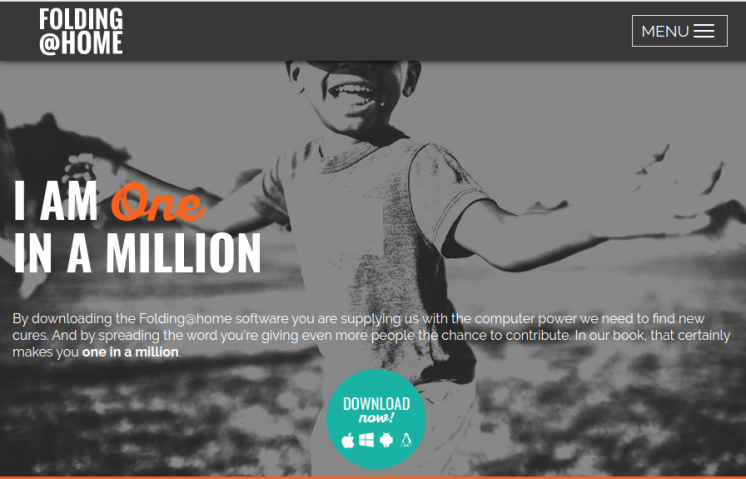 FOLDING
@HOME
MENU
I AM One
IN A MILLION
By downloading the Folding@home software you are supplying us with the computer power we need to find new
cures. And by spreading the word you're giving even more people the chance to contribute. In our book, that certainly
makes you one in a million.
DOWNLOAD
now!